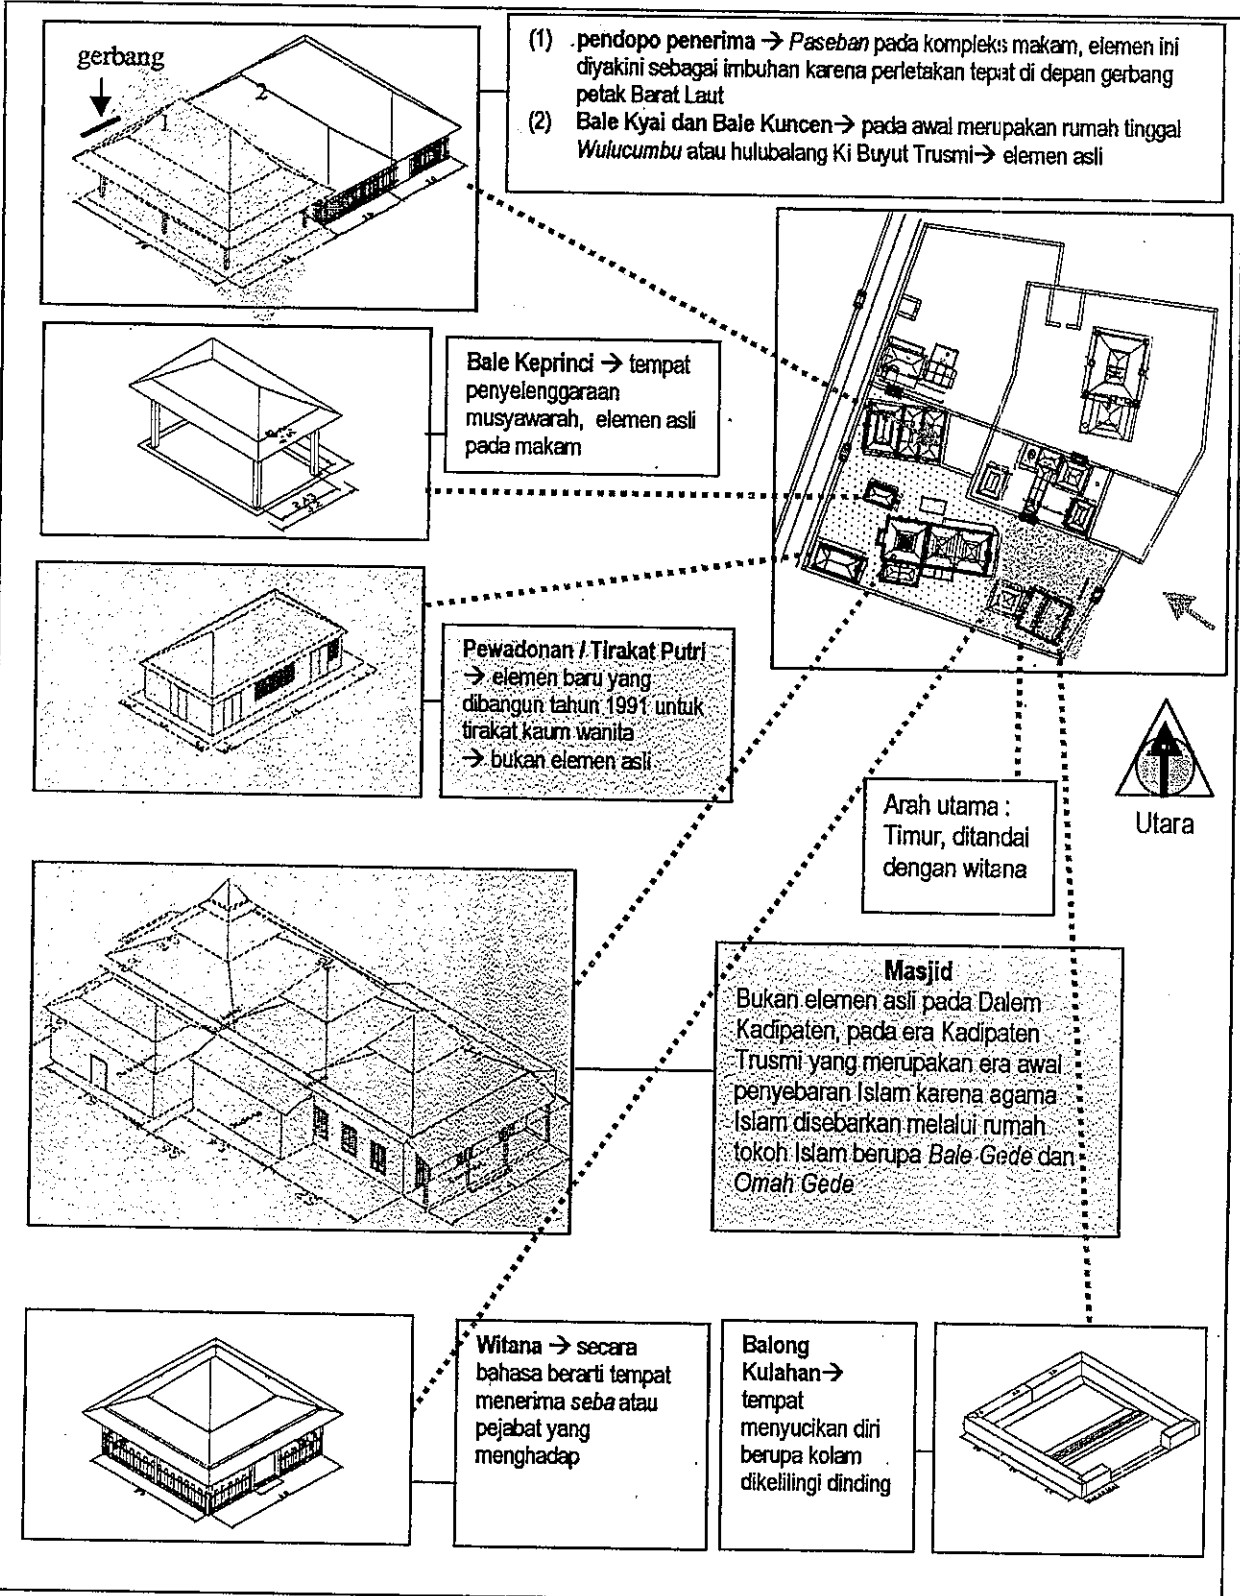 gerbang
1
2
(1) pendopo penerima → Paseban pada kompleks makam, elemen ini
diyakini sebagai imbuhan karena perletakan tepat di depan gerbang
petak Barat Laut
(2) Bale Kyai dan Bale Kuncen→ pada awal merupakan rumah tinggal
Wulucumbu atau hulubalang Ki Buyut Trusmi→ elemen asli
Bale Keprinci → tempat
penyelenggaraan
musyawarah, elemen asli
pada makam
Pewadonan / Tirakat Putri
→ elemen baru yang
dibangun tahun 1991 untuk
tirakat kaum wanita
→ bukan elemen asli
Arah utama :
Timur, ditandai
dengan witana
Utara
Masjid
Bukan elemen asli pada Dalem
Kadipaten, pada era Kadipaten
Trusmi yang merupakan era awal
penyebaran Islam karena agama
Islam disebarkan melalui rumah
tokoh Islam berupa Bale Gede dan
Omah Gede
Witana → secara
bahasa berarti tempat
menerima seba atau
pejabat yang
menghadap
Balong
Kulahan→
tempat
menyucikan diri
berupa kolam
dikelilingi dinding